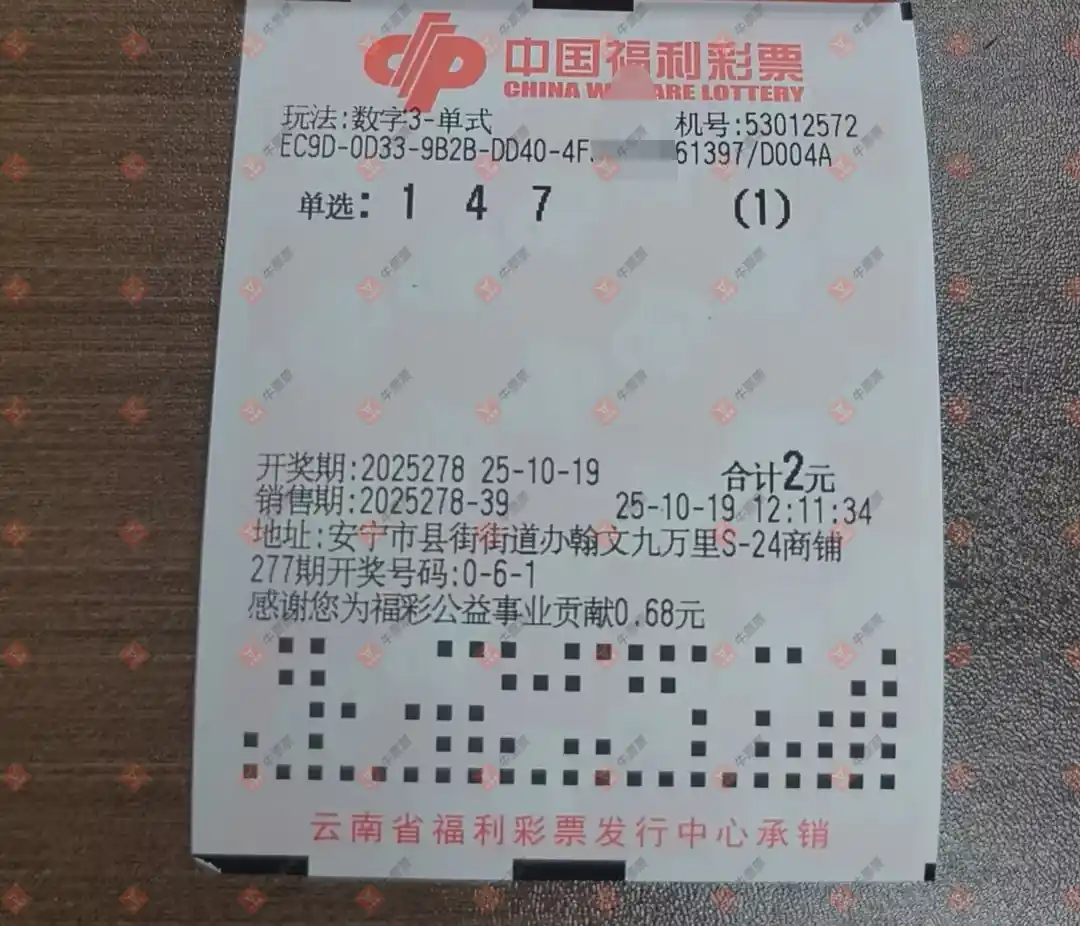 中国福利彩票
CHINA WELFARE LOTTERY
玩法:数字3-单式 机号:53012572
EC9D-0D33-9B2B-DD40-4F 61397/D004A
单选: 1 4 7 (1)
开奖期:2025278 25-10-19 合计2元
销售期:2025278-39 25-10-19 12:11:34
地址:安宁市县街街道办翰文九万里S-24商铺
277期开奖号码:0-6-1
感谢您为福彩公益事业贡献0.68元
云南省福利彩票发行中心承销
牛票票